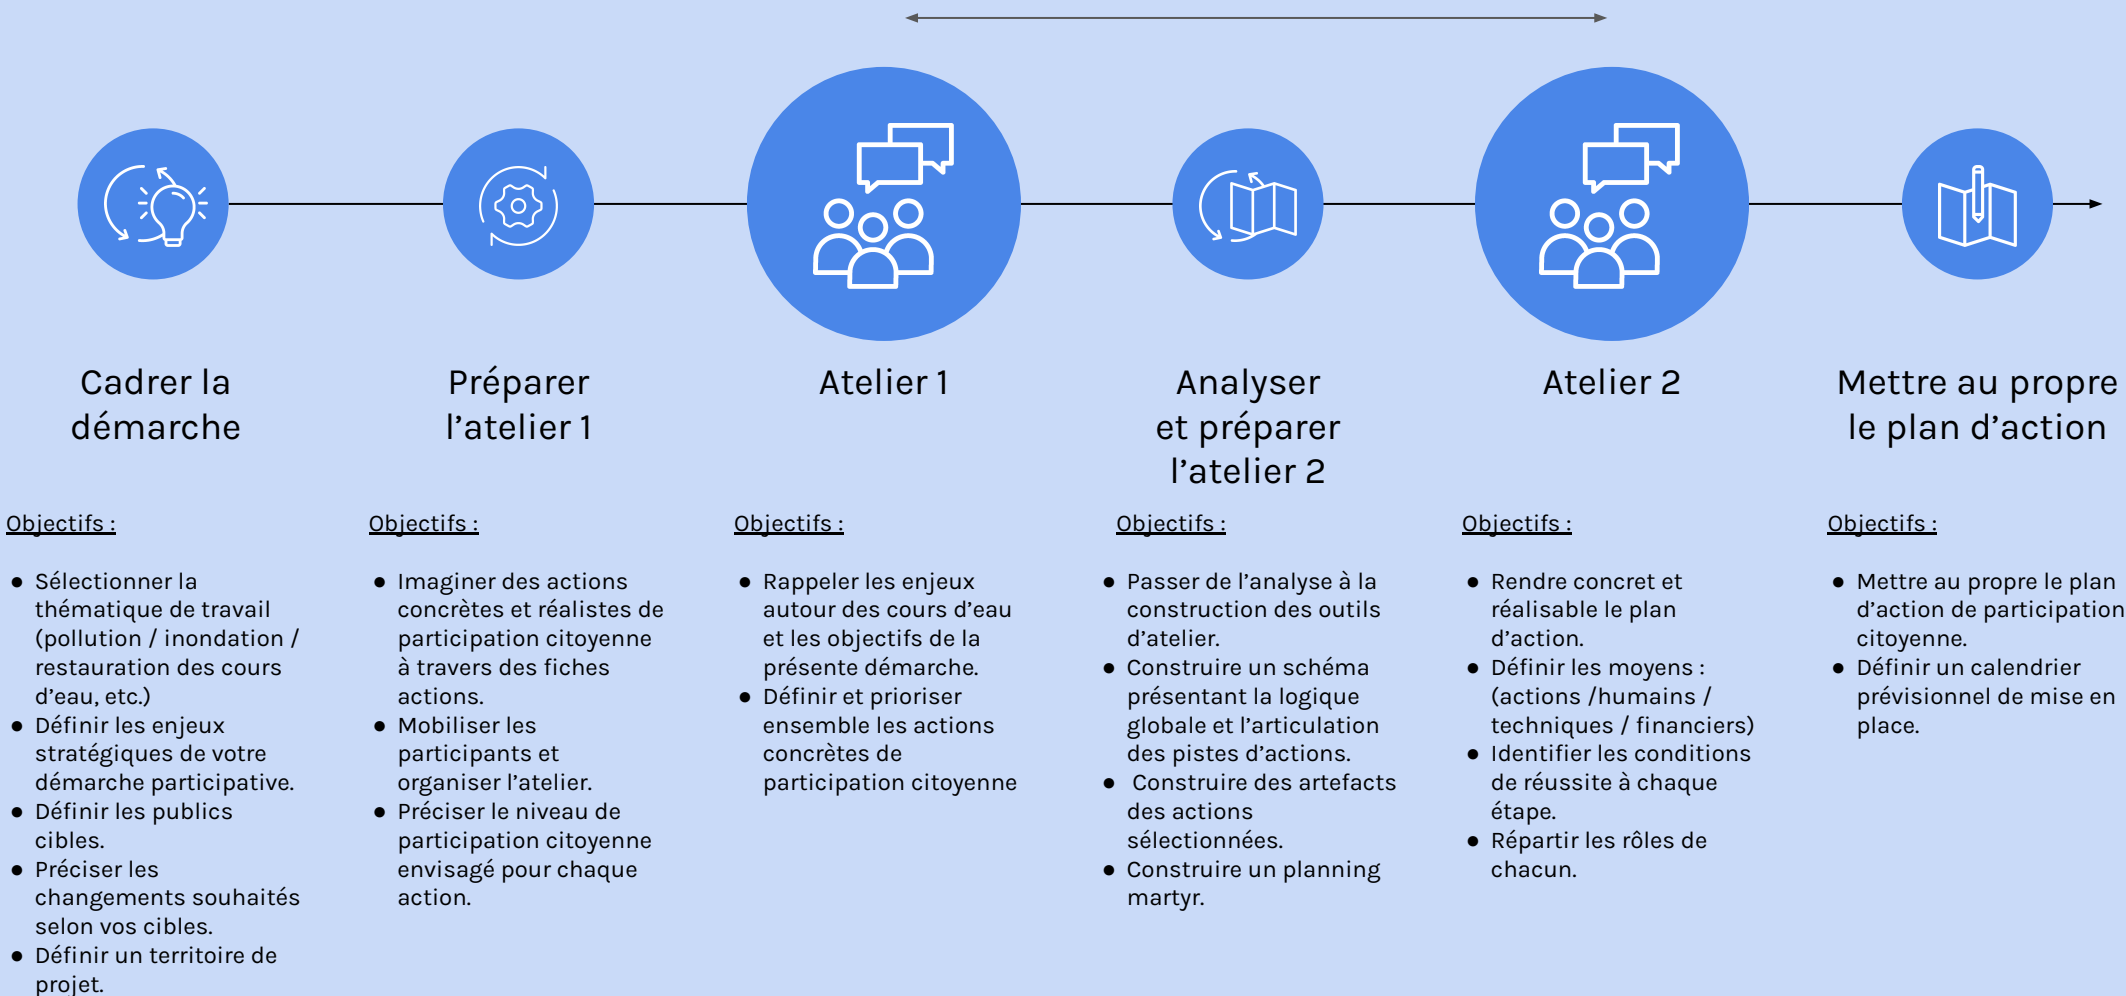 Cadrer la
démarche
Objectifs :
● Sélectionner la
thématique de travail
(pollution / inondation /
restauration des cours
d’eau, etc.)
● Définir les enjeux
stratégiques de votre
démarche participative.
● Définir les publics
cibles.
● Préciser les
changements souhaités
selon vos cibles.
● Définir un territoire de
projet.
Préparer
l’atelier 1
Objectifs :
● Imaginer des actions
concrètes et réalistes de
participation citoyenne
à travers des fiches
actions.
● Mobiliser les
participants et
organiser l’atelier.
● Préciser le niveau de
participation citoyenne
envisagé pour chaque
action.
Atelier 1
Objectifs :
● Rappeler les enjeux
autour des cours d’eau
et les objectifs de la
présente démarche.
● Définir et prioriser
ensemble les actions
concrètes de
participation citoyenne
Analyser
et préparer
l’atelier 2
Objectifs :
● Passer de l’analyse à la
construction des outils
d’atelier.
● Construire un schéma
présentant la logique
globale et l’articulation
des pistes d’actions.
● Construire des artefacts
des actions
sélectionnées.
● Construire un planning
martyr.
Atelier 2
Objectifs :
● Rendre concret et
réalisable le plan
d’action.
● Définir les moyens :
(actions /humains /
techniques / financiers)
● Identifier les conditions
de réussite à chaque
étape.
● Répartir les rôles de
chacun.
Mettre au propre
le plan d’action
Objectifs :
● Mettre au propre le plan
d’action de participation
citoyenne.
● Définir un calendrier
prévisionnel de mise en
place.